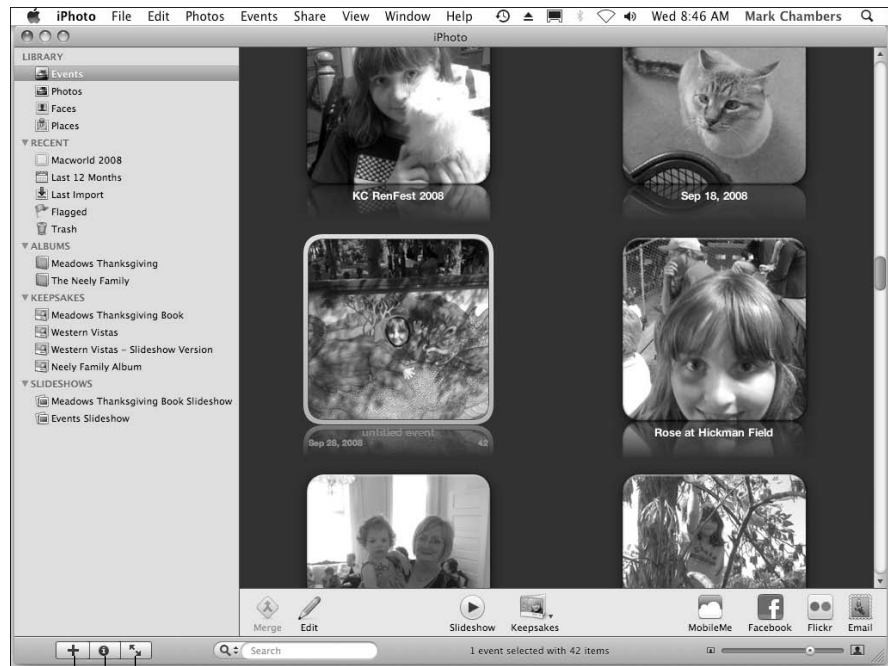 iPhoto File Edit Photos Events Share View Window Help Wed 8:46 AM Mark Chambers
iPhoto
LIBRARY
Events
Photos
Faces
Places
RECENT
Macworld 2008
Last 12 Months
Last Import
Flagged
Trash
ALBUMS
Meadows Thanksgiving
The Neely Family
KEEPSAKES
Meadows Thanksgiving Book
Western Vistas
Western Vistas – Slideshow Version
Neely Family Album
SLIDESHOWS
Meadows Thanksgiving Book Slideshow
Events Slideshow
KC RenFest 2008
Sep 18, 2008
untitled event
Sep 28, 2008 42
Rose at Hickman Field
Merge Edit Slideshow Keepsakes MobileMe Facebook Flickr Email
Search
1 event selected with 42 items